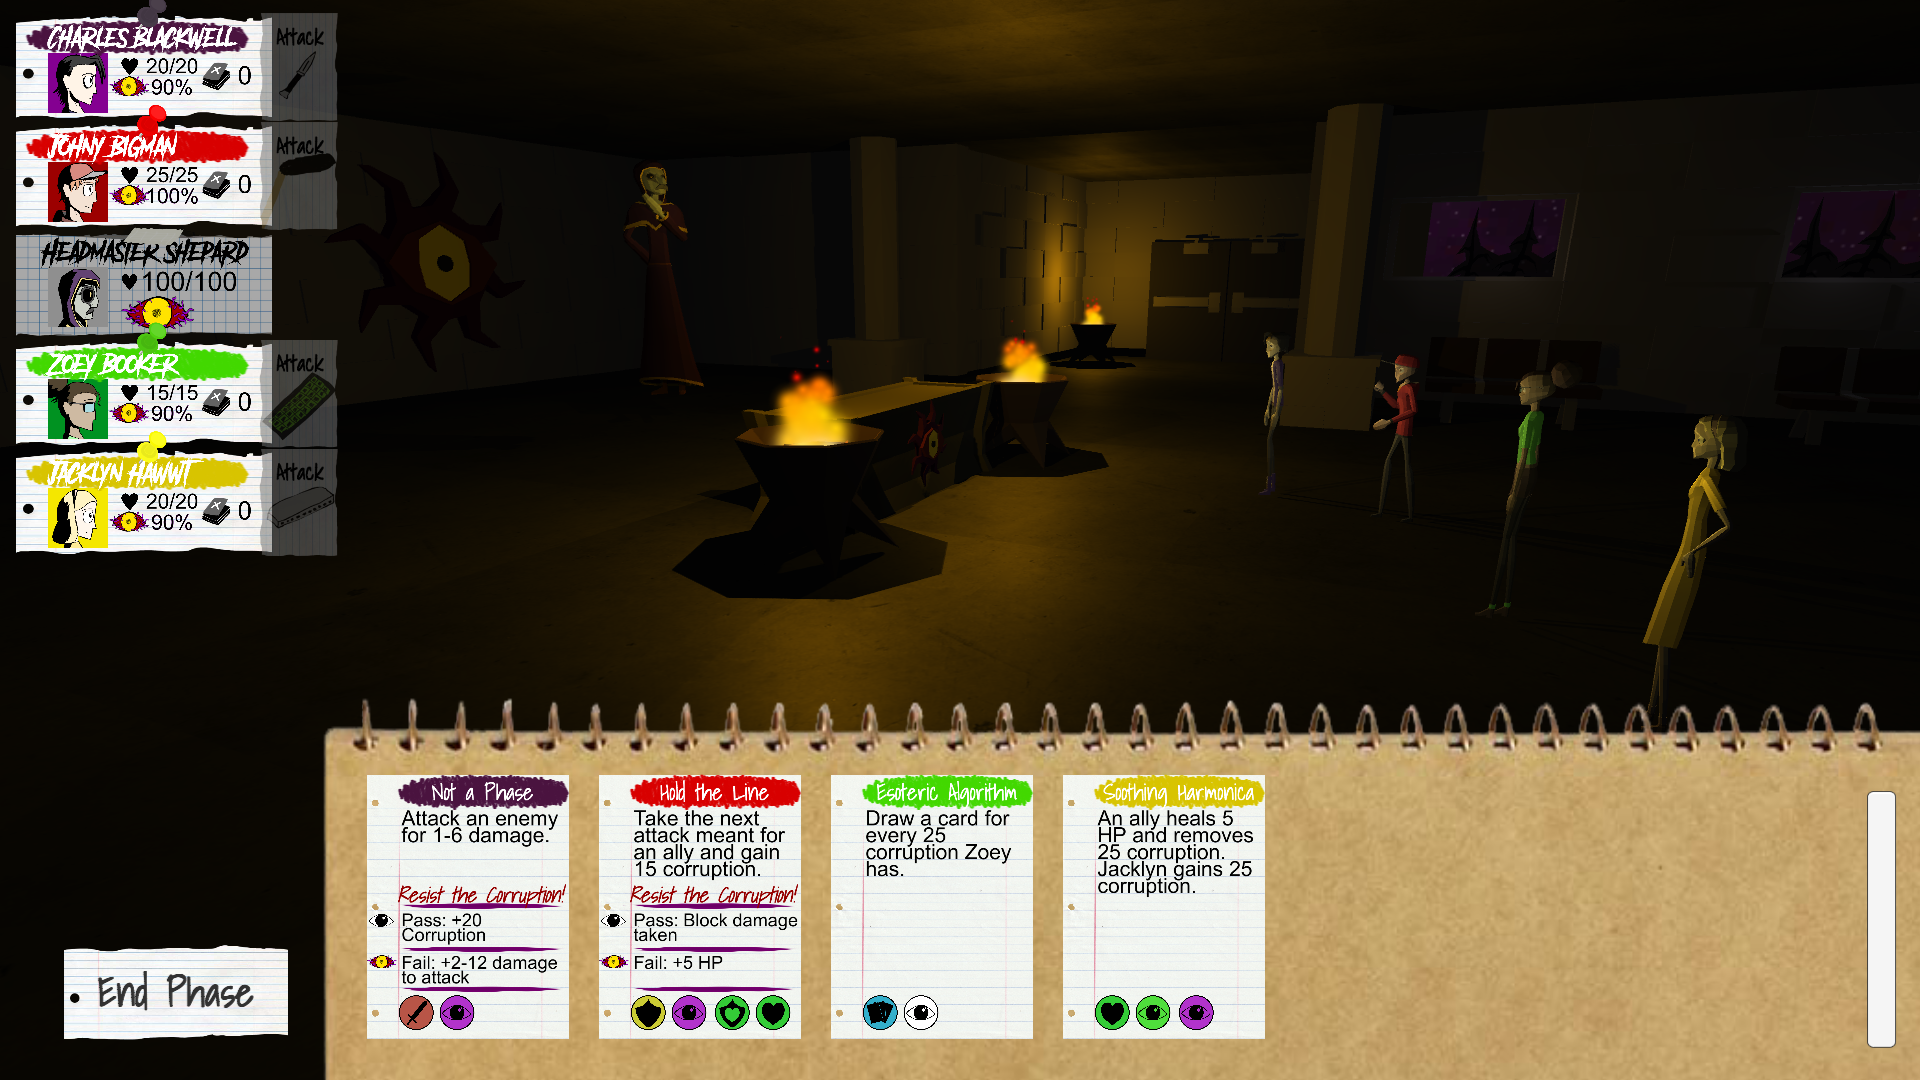 CHARLES BLACKWELL
Attack
20/20
90%
0
JOHNY BIGMAN
Attack
25/25
100%
0
HEADMASTER SHEPARD
100/100
ZOEY BOOKER
Attack
15/15
90%
0
JACKLYN HAWWT
Attack
20/20
90%
0
Not a Phase
Attack an enemy
for 1-6 damage.
Resist the Corruption!
Pass: +20
Corruption
Fail: +2-12 damage
to attack
Hold the Line
Take the next
attack meant for
an ally and gain
15 corruption.
Resist the Corruption!
Pass: Block damage
taken
Fail: +5 HP
Esoteric Algorithm
Draw a card for
every 25
corruption Zoey
has.
Soothing Harmonica
An ally heals 5
HP and removes
25 corruption.
Jacklyn gains 25
corruption.
End Phase